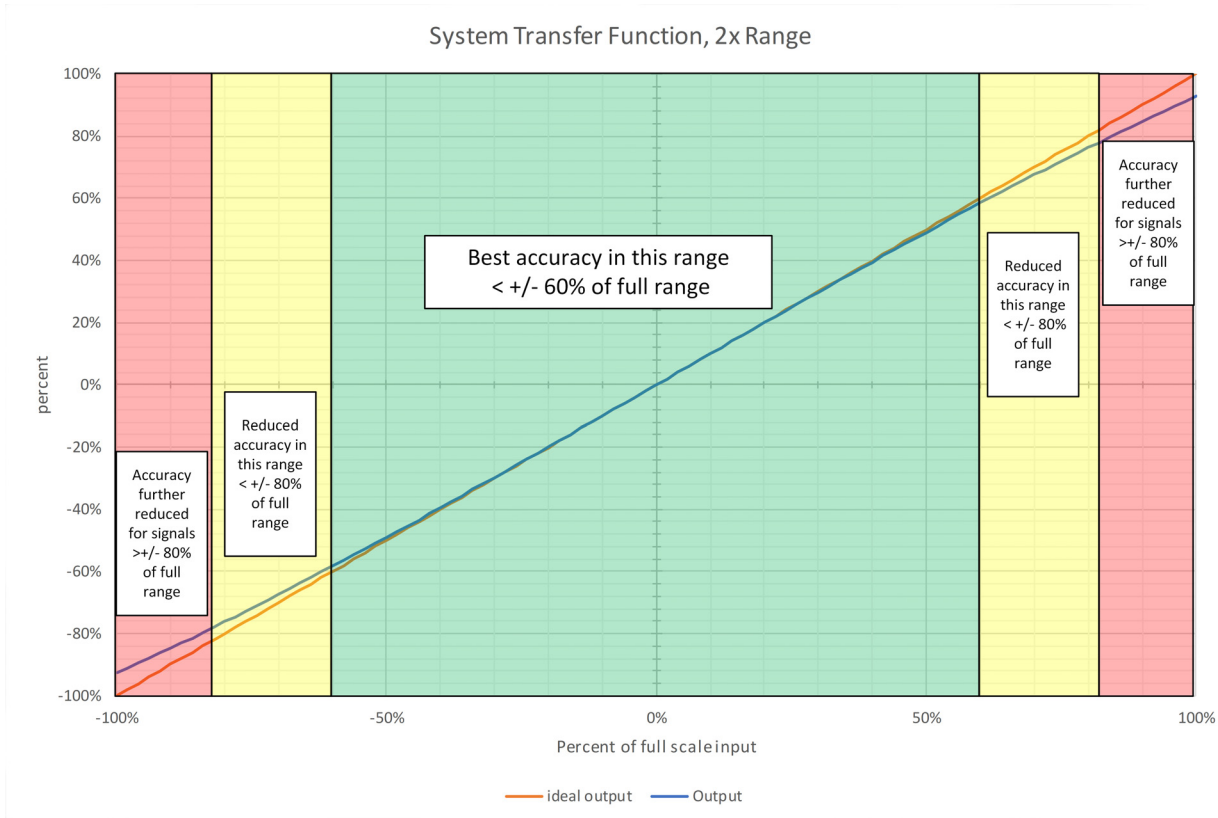 System Transfer Function, 2x Range
100%
80%
60%
40%
20%
0%
-20%
-40%
-60%
-80%
-100%
percent
Best accuracy in this range
< +/- 60% of full range
Accuracy
further
reduced
for signals
>+/- 80%
of full
range
Reduced
accuracy in
this range
< +/- 80%
of full
range
Reduced
accuracy in
this range
< +/- 80%
of full
range
Accuracy
further
reduced
for signals
>+/- 80%
of full
range
-100%
-50%
0%
50%
100%
Percent of full scale input
ideal output
Output